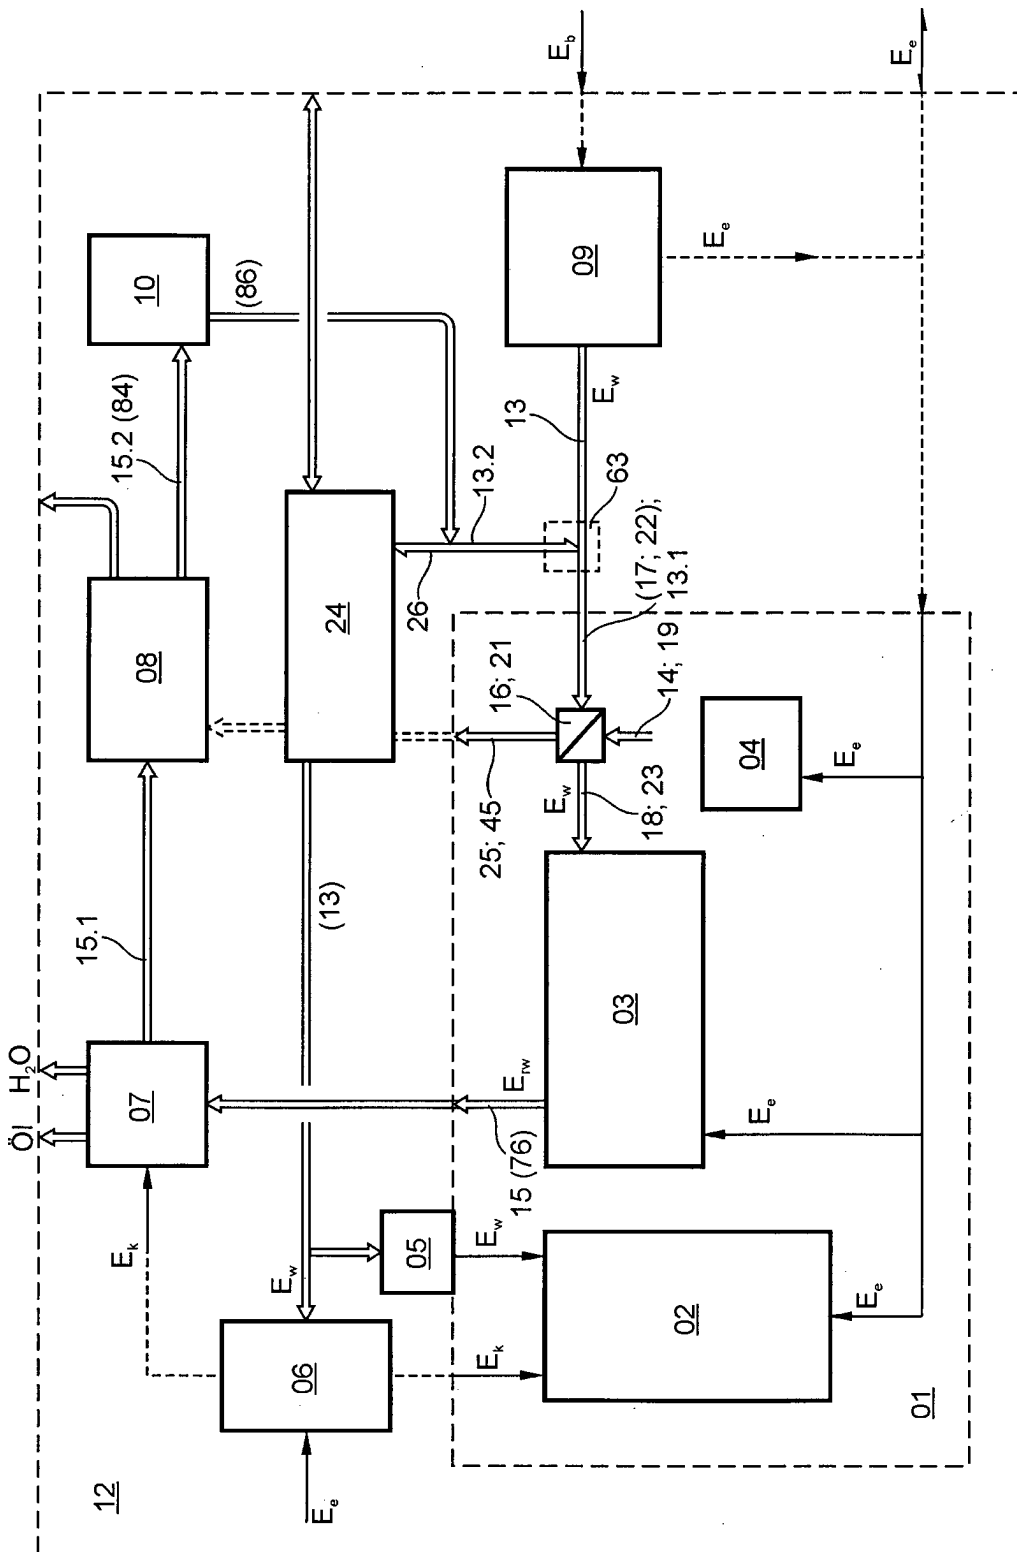 Öl
H₂O
12
15.1
E_k
15.2 (84)
07
08
10
(86)
E_w
06
24
E_e
(13)
05
26
13.2
E_k
E_w
15 (76)
E_rw
25; 45
16; 21
E_w
E_w
13
E_b
63
02
03
18; 23
14; 19
(17; 22);
13.1
09
E_e
04
E_e
E_e
E_e
E_e
01